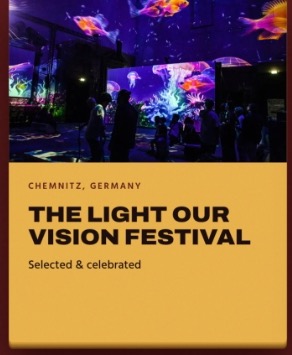 CHEMNITZ, GERMANY
THE LIGHT OUR
VISION FESTIVAL
Selected & celebrated